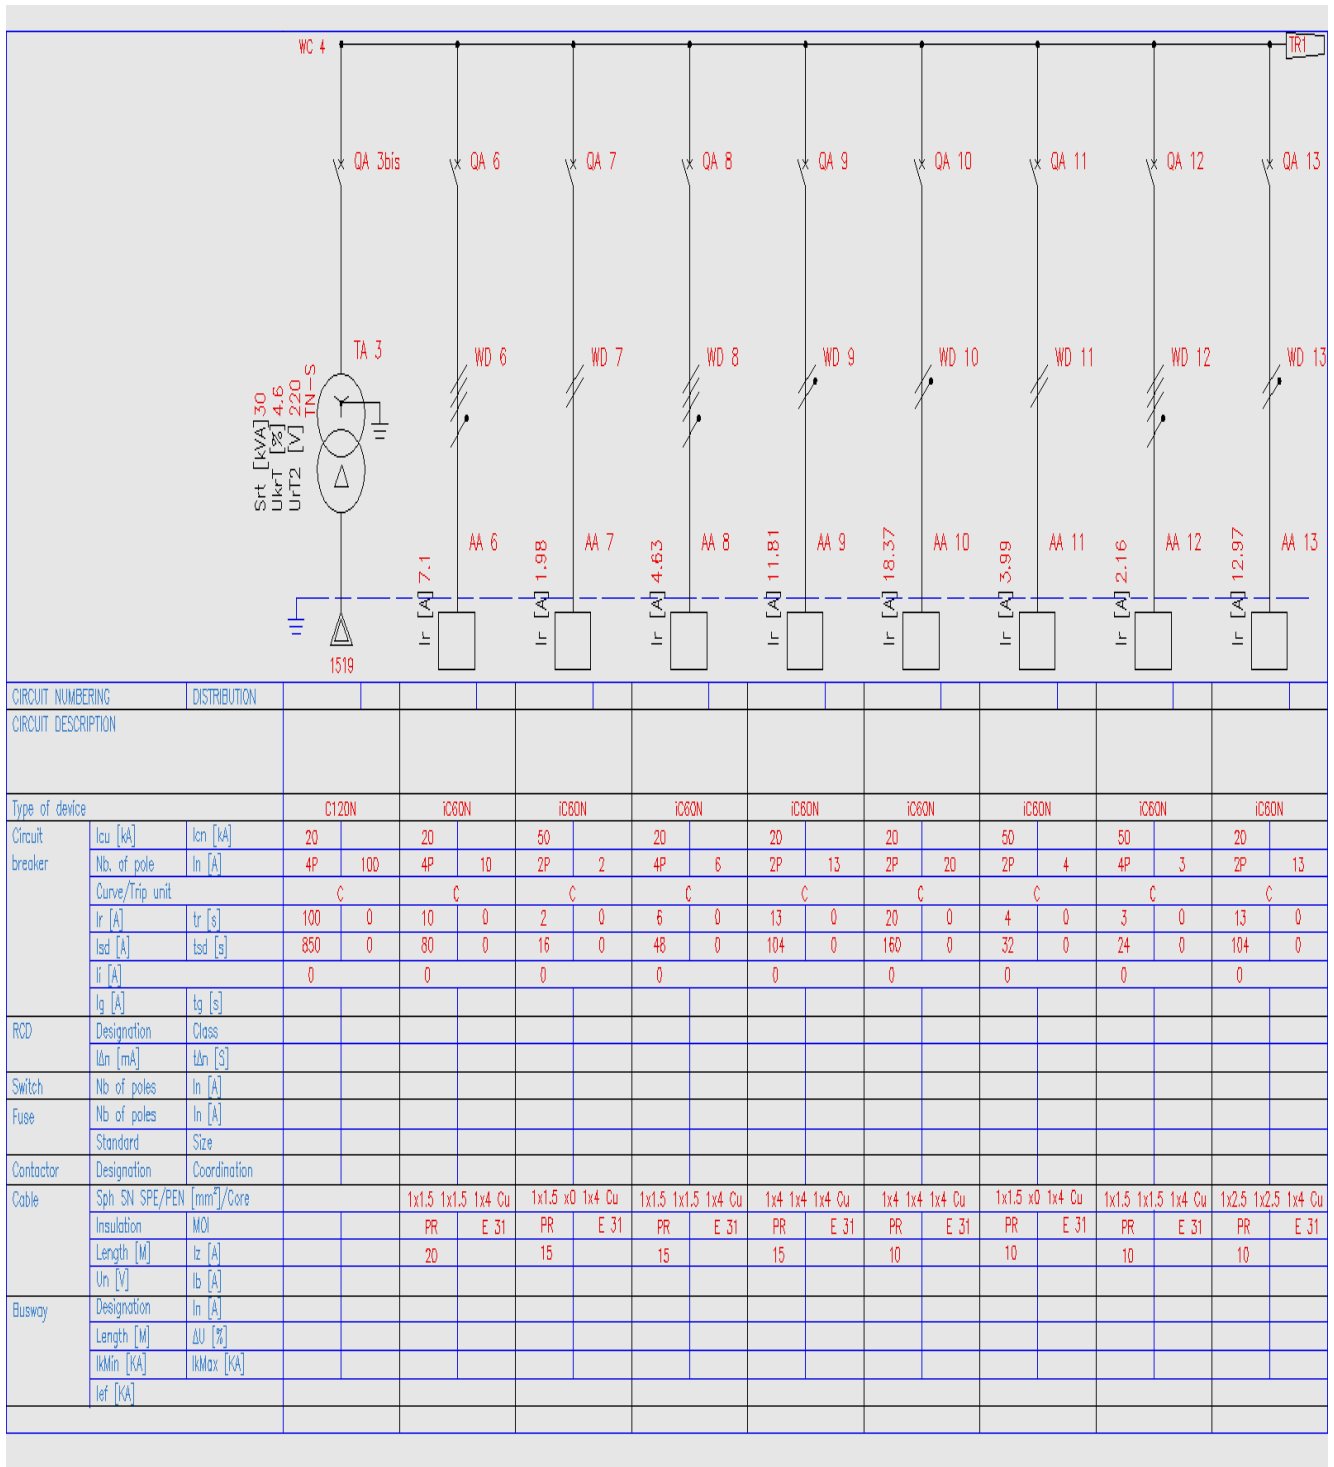 WC 4 TR1
QA 3bis QA 6 QA 7 QA 8 QA 9 QA 10 QA 11 QA 12 QA 13
TA 3 WD 6 WD 7 WD 8 WD 9 WD 10 WD 11 WD 12 WD 13
Srt [kVA] 30
UkrT [%] 4.6
UrT2 [V] 220
TN-S
AA 6 AA 7 AA 8 AA 9 AA 10 AA 11 AA 12 AA 13
Ir [A] 7.1
Ir [A] 1.98
Ir [A] 4.63
Ir [A] 11.81
Ir [A] 18.37
Ir [A] 3.99
Ir [A] 2.16
Ir [A] 12.97
1519
CIRCUIT NUMBERING DISTRIBUTION
CIRCUIT DESCRIPTION
Type of device C120N iC60N iC60N iC60N iC60N iC60N iC60N iC60N iC60N
Circuit Icu [kA] Icn [kA] 20 20 50 20 20 20 50 50 20
breaker Nb. of pole In [A] 4P 100 4P 10 2P 2 4P 6 2P 13 2P 20 2P 4 4P 3 2P 13
Curve/Trip unit C C C C C C C C C
Ir [A] tr [s] 100 0 10 0 2 0 6 0 13 0 20 0 4 0 3 0 13 0
Isd [A] tsd [s] 850 0 80 0 16 0 48 0 104 0 160 0 32 0 24 0 104 0
Ii [A] 0 0 0 0 0 0 0 0 0
Ig [A] tg [s]
RCD Designation Class
IΔn [mA] tΔn [S]
Switch Nb of poles In [A]
Fuse Nb of poles In [A]
Standard Size
Contactor Designation Coordination
Cable Sph SN SPE/PEN [mm²]/Core 1x1.5 1x1.5 1x4 Cu 1x1.5 x0 1x4 Cu 1x1.5 1x1.5 1x4 Cu 1x4 1x4 1x4 Cu 1x4 1x4 1x4 Cu 1x1.5 x0 1x4 Cu 1x1.5 1x1.5 1x4 Cu 1x2.5 1x2.5 1x4 Cu
Insulation MOI PR E 31 PR E 31 PR E 31 PR E 31 PR E 31 PR E 31 PR E 31 PR E 31
Length [M] Iz [A] 20 15 15 15 10 10 10 10
Un [V] Ib [A]
Busway Designation In [A]
Length [M] ΔU [%]
IkMin [KA] IkMax [KA]
Ief [KA]